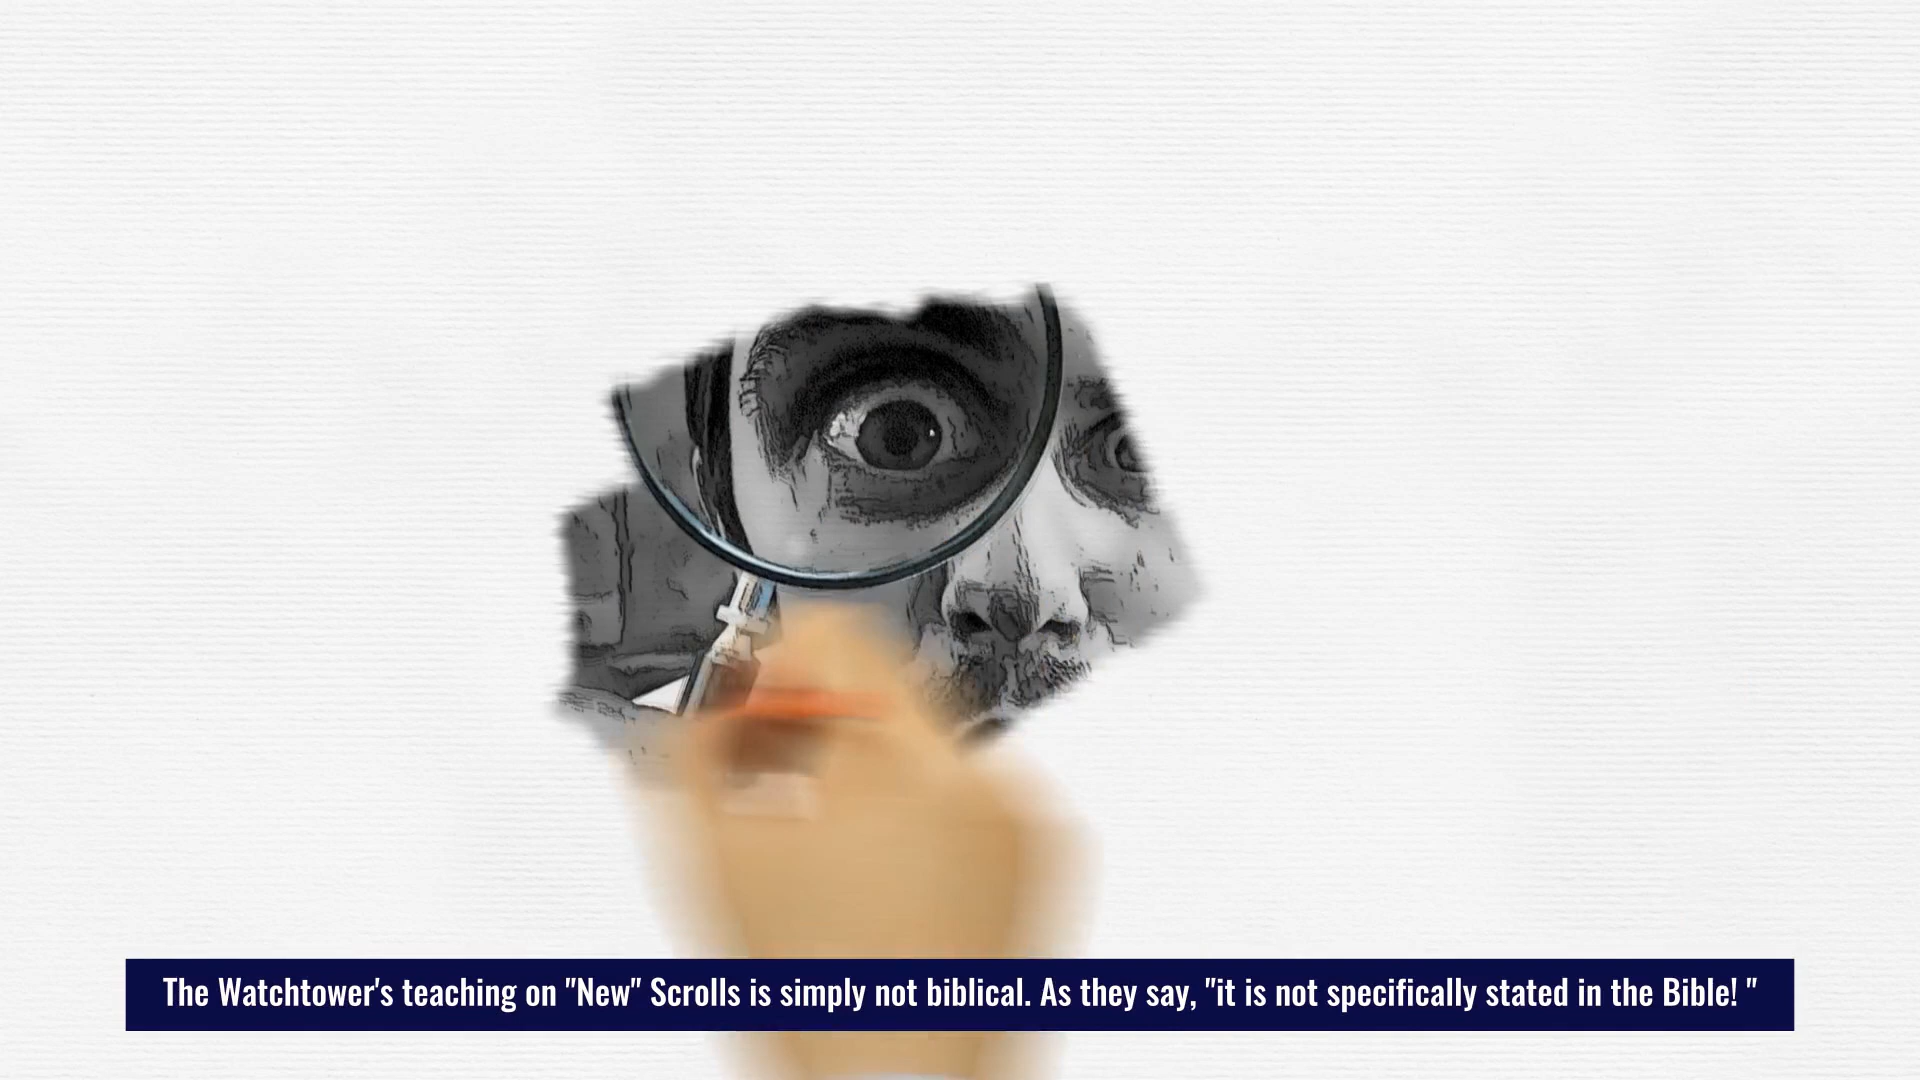 The Watchtower's teaching on "New" Scrolls is simply not biblical. As they say, "it is not specifically stated in the Bible! "